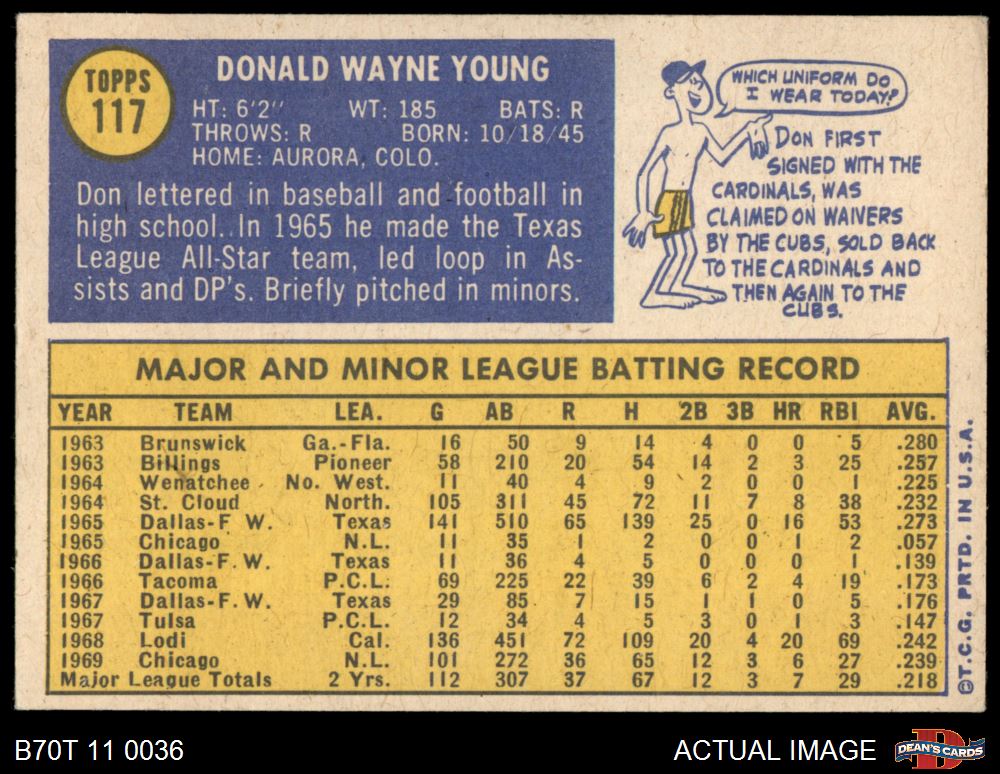 TOPPS
117
DONALD WAYNE YOUNG
HT: 6'2" WT: 185 BATS: R
THROWS: R BORN: 10/18/45
HOME: AURORA, COLO.
Don lettered in baseball and football in
high school. In 1965 he made the Texas
League All-Star team, led loop in As-
sists and DP's. Briefly pitched in minors.
WHICH UNIFORM DO
I WEAR TODAY?
DON FIRST
SIGNED WITH THE
CARDINALS, WAS
CLAIMED ON WAIVERS
BY THE CUBS, SOLD BACK
TO THE CARDINALS AND
THEN AGAIN TO THE
CUBS.
MAJOR AND MINOR LEAGUE BATTING RECORD
YEAR TEAM LEA. G AB R H 2B 3B HR RBI AVG.
1963 Brunswick Ga.-Fla. 16 50 9 14 4 0 0 5 .280
1963 Billings Pioneer 58 210 20 54 14 2 3 25 .257
1964 Wenatchee No. West. 11 40 4 9 2 0 0 1 .225
1964 St. Cloud North. 105 311 45 72 11 7 8 38 .232
1965 Dallas-F W. Texas 141 510 65 139 25 0 16 53 .273
1965 Chicago N.L. 11 35 1 2 0 0 1 2 .057
1966 Dallas-F.W. Texas 11 36 4 5 0 0 0 1 .139
1966 Tacoma P.C.L. 69 225 22 39 6 2 4 19 .173
1967 Dallas-F.W. Texas 29 85 7 15 1 1 0 5 .176
1967 Tulsa P.C.L. 12 34 4 5 3 0 1 3 .147
1968 Lodi Cal. 136 451 72 109 20 4 20 69 .242
1969 Chicago N.L. 101 272 36 65 12 3 6 27 .239
Major League Totals 2 Yrs. 112 307 37 67 12 3 7 29 .218
©T.C.G. PRTD. IN U.S.A.
B70T 11 0036
ACTUAL IMAGE
D
DEAN'S CARDS